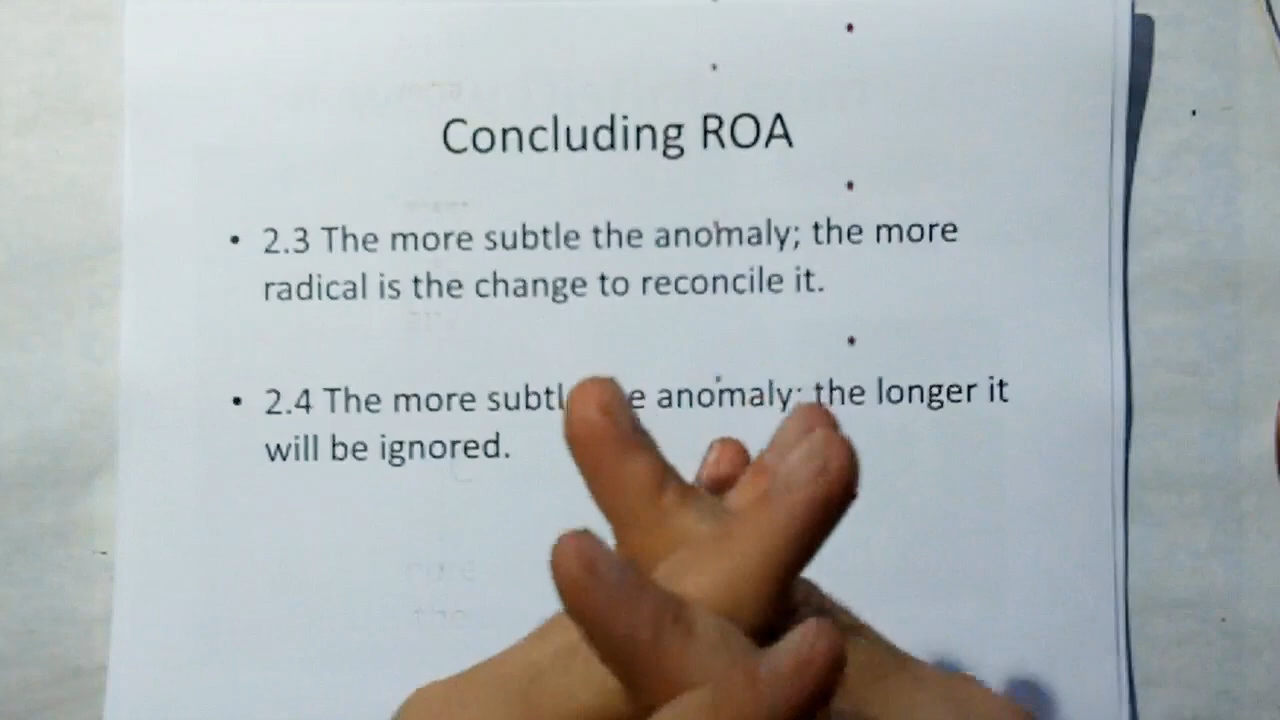 Concluding ROA
• 2.3 The more subtle the anomaly; the more
radical is the change to reconcile it.
• 2.4 The more anomaly; the longer it
will be ignored.